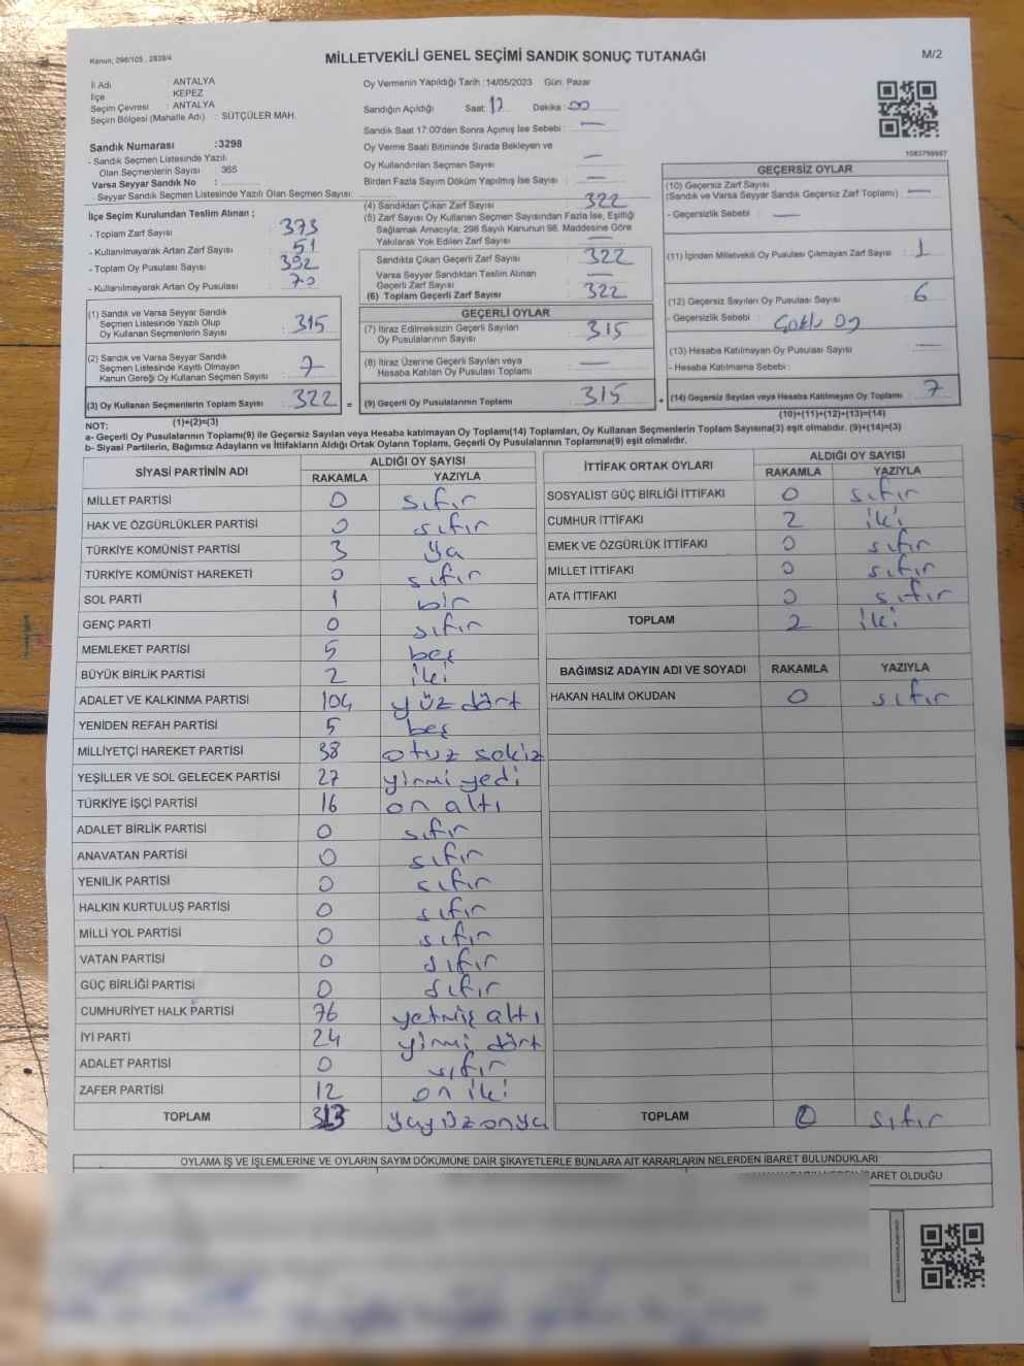 Kanun, 298/105 , 2839/4
MİLLETVEKİLİ GENEL SEÇİMİ SANDIK SONUÇ TUTANAĞI
M/2
İl Adı : ANTALYA
İlçe : KEPEZ
Seçim Çevresi : ANTALYA
Seçim Bölgesi (Mahalle Adı) : SÜTÇÜLER MAH.
Oy Vermenin Yapıldığı Tarih : 14/05/2023 Gün: Pazar
Sandığın Açıldığı Saat: 17 Dakika: 00
Sandık Saat 17:00'den Sonra Açılmış İse Sebebi : —
Oy Verme Saati Bitiminde Sırada Bekleyen ve
Oy Kullandırılan Seçmen Sayısı —
Birden Fazla Sayım Döküm Yapılmış İse Sayısı : —
Sandık Numarası :3298
- Sandık Seçmen Listesinde Yazılı
Olan Seçmenlerin Sayısı : 365
Varsa Seyyar Sandık No :
- Seyyar Sandık Seçmen Listesinde Yazılı Olan Seçmen Sayısı:
İlçe Seçim Kurulundan Teslim Alınan ;
- Toplam Zarf Sayısı : 373
- Kullanılmayarak Artan Zarf Sayısı : 51
- Toplam Oy Pusulası Sayısı : 392
- Kullanılmayarak Artan Oy Pusulası : 70
(4) Sandıktan Çıkan Zarf Sayısı : 322
(5) Zarf Sayısı Oy Kullanan Seçmen Sayısından Fazla İse, Eşitliği
Sağlamak Amacıyla, 298 Sayılı Kanunun 98. Maddesine Göre
Yakılarak Yok Edilen Zarf Sayısı : —
Sandıkta Çıkan Geçerli Zarf Sayısı : 322
Varsa Seyyar Sandıktan Teslim Alınan
Geçerli Zarf Sayısı : —
(6) Toplam Geçerli Zarf Sayısı : 322
GEÇERSİZ OYLAR
(10) Geçersiz Zarf Sayısı
(Sandık ve Varsa Seyyar Sandık Geçersiz Zarf Toplamı) : —
- Geçersizlik Sebebi : —
(11) İçinden Milletvekili Oy Pusulası Çıkmayan Zarf Sayısı : 1
(12) Geçersiz Sayılan Oy Pusulası Sayısı : 6
- Geçersizlik Sebebi : Çoklu Oy
(13) Hesaba Katılmayan Oy Pusulası Sayısı : —
- Hesaba Katılmama Sebebi :
(14) Geçersiz Sayılan veya Hesaba Katılmayan Oy Toplamı : 7
(10)+(11)+(12)+(13)=(14)
(1) Sandık ve Varsa Seyyar Sandık
Seçmen Listesinde Yazılı Olup
Oy Kullanan Seçmenlerin Sayısı : 315
(2) Sandık ve Varsa Seyyar Sandık
Seçmen Listesinde Kayıtlı Olmayan
Kanun Gereği Oy Kullanan Seçmen Sayısı : 7
(3) Oy Kullanan Seçmenlerin Toplam Sayısı : 322 =
(1)+(2)=(3)
GEÇERLİ OYLAR
(7) İtiraz Edilmeksizin Geçerli Sayılan
Oy Pusulalarının Sayısı : 315
(8) İtiraz Üzerine Geçerli Sayılan veya
Hesaba Katılan Oy Pusulası Toplamı : —
(9) Geçerli Oy Pusulalarının Toplamı : 315 +
NOT:
a- Geçerli Oy Pusulalarının Toplamı(9) ile Geçersiz Sayılan veya Hesaba katılmayan Oy Toplamı(14) Toplamları, Oy Kullanan Seçmenlerin Toplam Sayısına(3) eşit olmalıdır. (9)+(14)=(3)
b- Siyasi Partilerin, Bağımsız Adayların ve İttifakların Aldığı Ortak Oyların Toplamı, Geçerli Oy Pusulalarının Toplamına(9) eşit olmalıdır.
SİYASİ PARTİNİN ADI ALDIĞI OY SAYISI
RAKAMLA YAZIYLA
MİLLET PARTİSİ 0 sıfır
HAK VE ÖZGÜRLÜKLER PARTİSİ 0 sıfır
TÜRKİYE KOMÜNİST PARTİSİ 3 üç
TÜRKİYE KOMÜNİST HAREKETİ 0 sıfır
SOL PARTİ 1 bir
GENÇ PARTİ 0 sıfır
MEMLEKET PARTİSİ 5 beş
BÜYÜK BİRLİK PARTİSİ 2 iki
ADALET VE KALKINMA PARTİSİ 104 yüz dört
YENİDEN REFAH PARTİSİ 5 beş
MİLLİYETÇİ HAREKET PARTİSİ 38 otuz sekiz
YEŞİLLER VE SOL GELECEK PARTİSİ 27 yirmi yedi
TÜRKİYE İŞÇİ PARTİSİ 16 on altı
ADALET BİRLİK PARTİSİ 0 sıfır
ANAVATAN PARTİSİ 0 sıfır
YENİLİK PARTİSİ 0 sıfır
HALKIN KURTULUŞ PARTİSİ 0 sıfır
MİLLİ YOL PARTİSİ 0 sıfır
VATAN PARTİSİ 0 sıfır
GÜÇ BİRLİĞİ PARTİSİ 0 sıfır
CUMHURİYET HALK PARTİSİ 76 yetmiş altı
İYİ PARTİ 24 yirmi dört
ADALET PARTİSİ 0 sıfır
ZAFER PARTİSİ 12 on iki
TOPLAM 313
İTTİFAK ORTAK OYLARI ALDIĞI OY SAYISI
RAKAMLA YAZIYLA
SOSYALİST GÜÇ BİRLİĞİ İTTİFAKI 0 sıfır
CUMHUR İTTİFAKI 2 iki
EMEK VE ÖZGÜRLÜK İTTİFAKI 0 sıfır
MİLLET İTTİFAKI 0 sıfır
ATA İTTİFAKI 0 sıfır
TOPLAM 2 iki
BAĞIMSIZ ADAYIN ADI VE SOYADI RAKAMLA YAZIYLA
HAKAN HALİM OKUDAN 0 sıfır
TOPLAM 0 sıfır
OYLAMA İŞ VE İŞLEMLERİNE VE OYLARIN SAYIM DÖKÜMÜNE DAİR ŞİKAYETLERLE BUNLARA AİT KARARLARIN NELERDEN İBARET BULUNDUKLARI
İBARET OLDUĞU